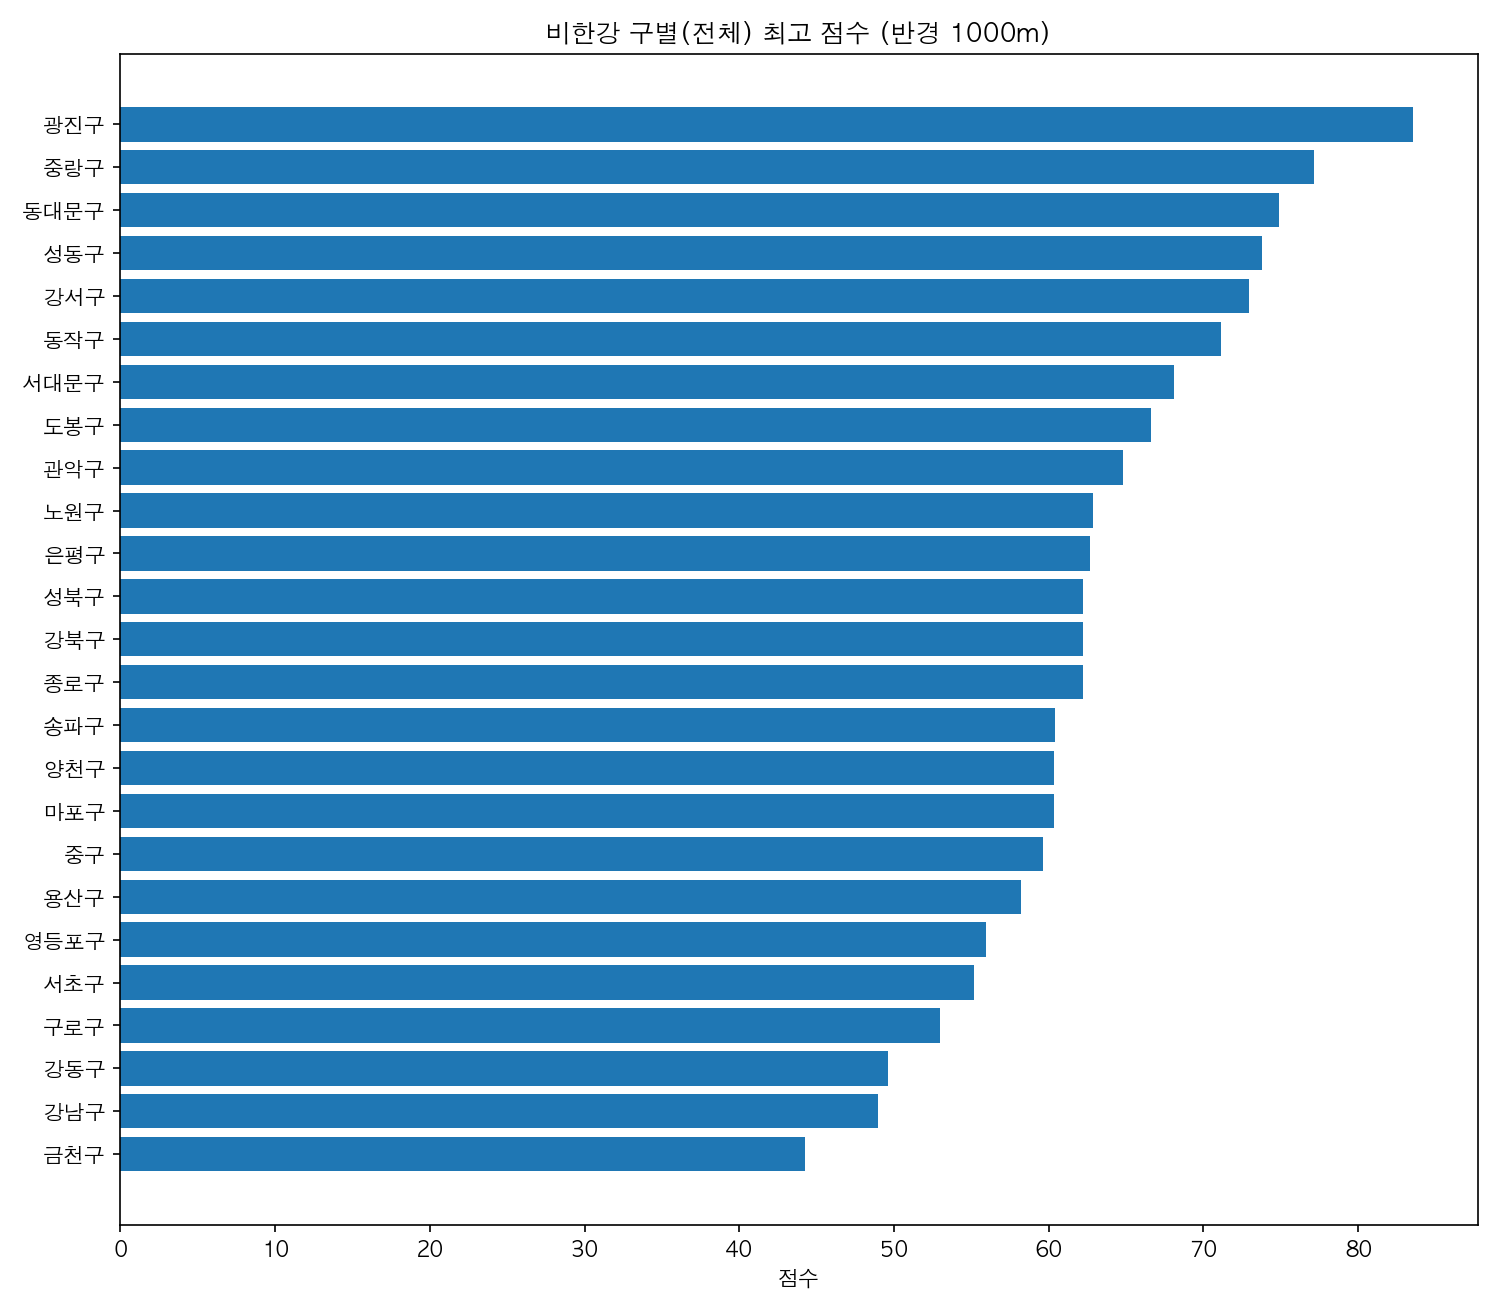 비한강 구별(전체) 최고 점수 (반경 1000m)
광진구
중랑구
동대문구
성동구
강서구
동작구
서대문구
도봉구
관악구
노원구
은평구
성북구
강북구
종로구
송파구
양천구
마포구
중구
용산구
영등포구
서초구
구로구
강동구
강남구
금천구
0 10 20 30 40 50 60 70 80
점수